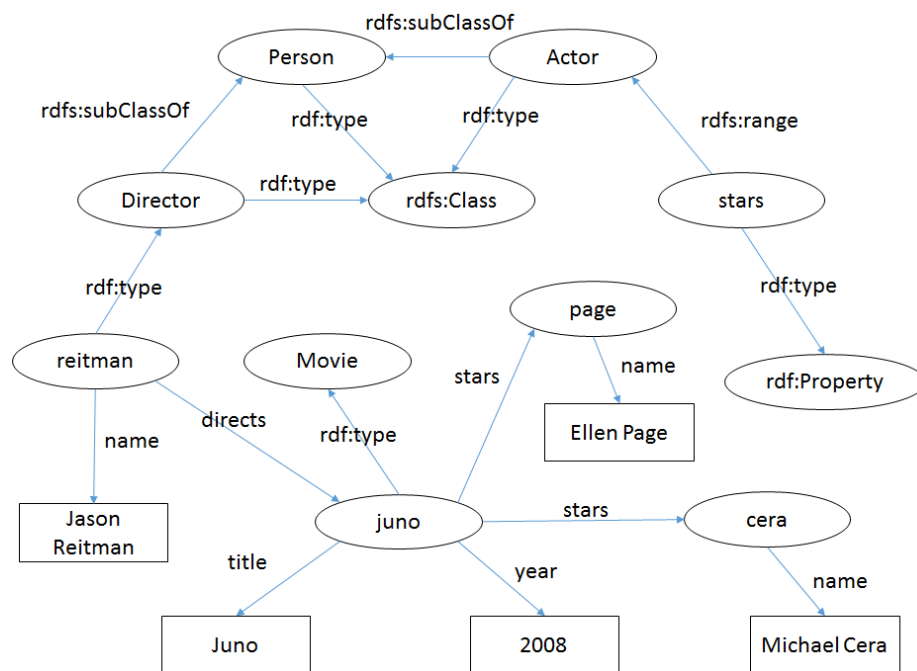 rdfs:subClassOf
Person
Actor
rdfs:subClassOf
rdf:type
rdf:type
rdfs:range
rdf:type
Director
rdfs:Class
stars
rdf:type
rdf:type
page
reitman
Movie
stars
name
rdf:Property
directs
rdf:type
name
Ellen Page
Jason
Reitman
juno
stars
cera
title
year
name
Juno
2008
Michael Cera